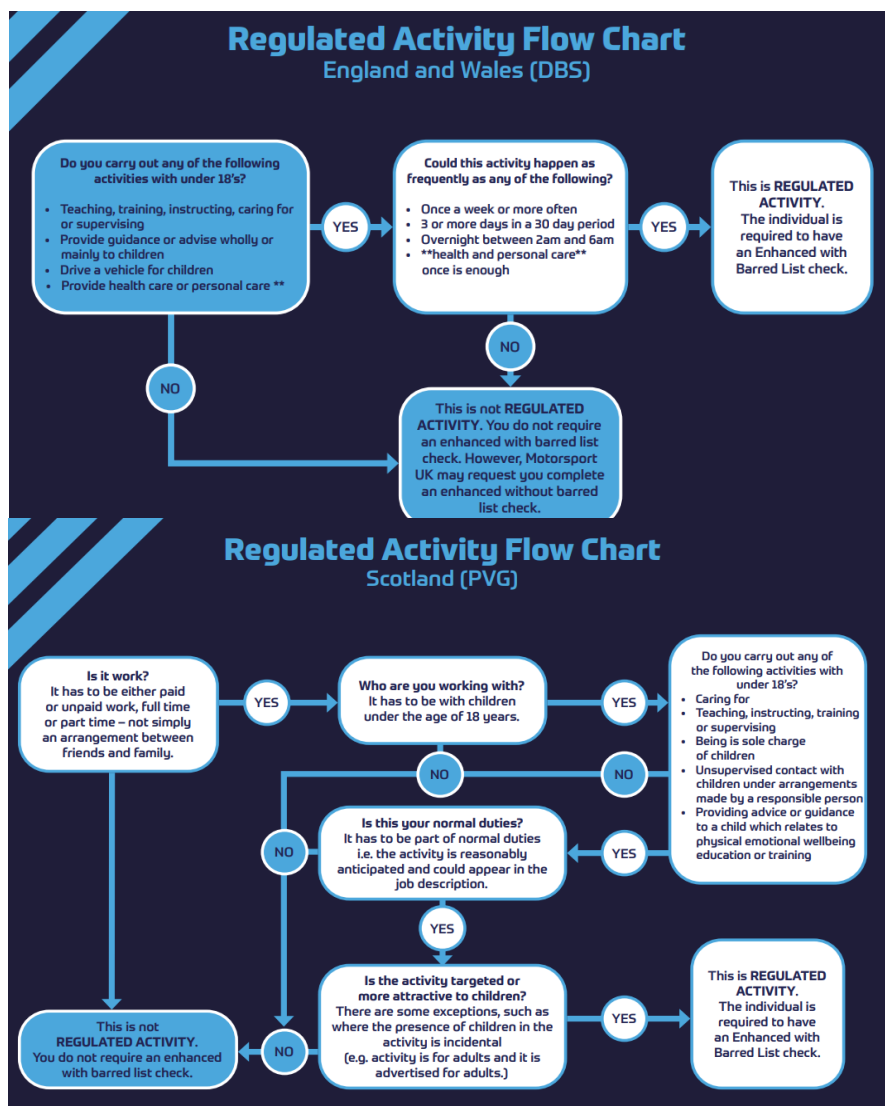 Regulated Activity Flow Chart
England and Wales (DBS)
Do you carry out any of the following
activities with under 18's?
• Teaching, training, instructing, caring for
or supervising
• Provide guidance or advise wholly or
mainly to children
• Drive a vehicle for children
• Provide health care or personal care **
YES
Could this activity happen as
frequently as any of the following?
• Once a week or more often
• 3 or more days in a 30 day period
• Overnight between 2am and 6am
• **health and personal care**
once is enough
YES
This is REGULATED
ACTIVITY.
The individual is
required to have
an Enhanced with
Barred List check.
NO
NO
This is not REGULATED
ACTIVITY. You do not require
an enhanced with barred list
check. However, Motorsport
UK may request you complete
an enhanced without barred
list check.
Regulated Activity Flow Chart
Scotland (PVG)
Is it work?
It has to be either paid
or unpaid work, full time
or part time – not simply
an arrangement between
friends and family.
YES
Who are you working with?
It has to be with children
under the age of 18 years.
YES
Do you carry out any of
the following activities with
under 18's?
• Caring for
• Teaching, instructing, training
or supervising
• Being is sole charge
of children
• Unsupervised contact with
children under arrangements
made by a responsible person
• Providing advice or guidance
to a child which relates to
physical emotional wellbeing
education or training
NO
NO
Is this your normal duties?
It has to be part of normal duties
i.e. the activity is reasonably
anticipated and could appear in the
job description.
NO
YES
YES
Is the activity targeted or
more attractive to children?
There are some exceptions, such as
where the presence of children in the
activity is incidental
(e.g. activity is for adults and it is
advertised for adults.)
YES
This is REGULATED
ACTIVITY.
The individual is
required to have
an Enhanced with
Barred List check.
NO
This is not
REGULATED ACTIVITY.
You do not require an enhanced
with barred list check.